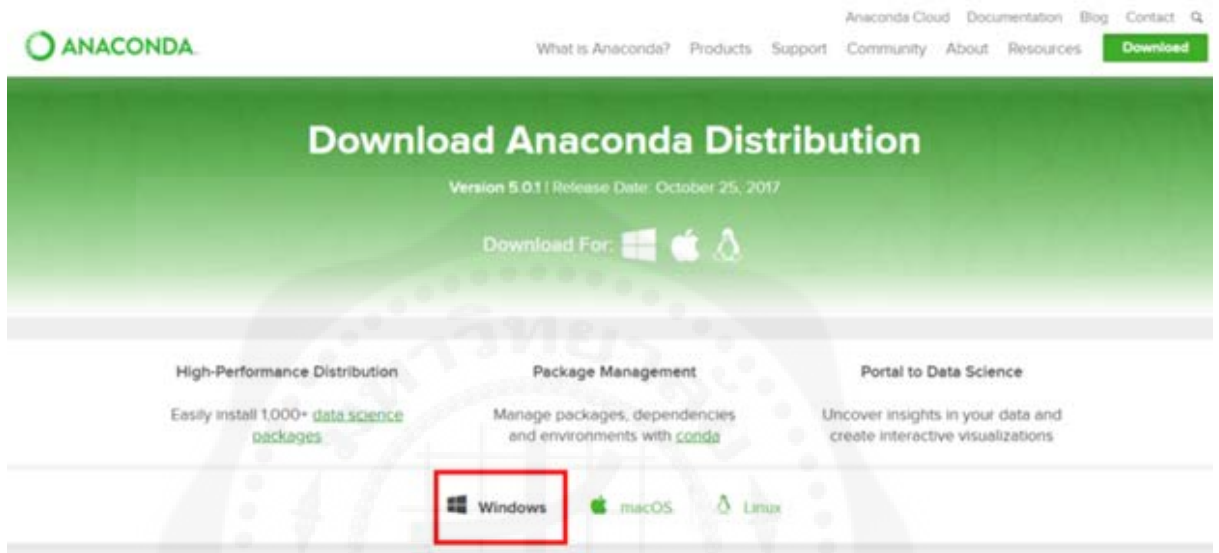 Anaconda Cloud Documentation Blog Contact
ANACONDA
What is Anaconda? Products Support Community About Resources Download
Download Anaconda Distribution
Version 5.0.1 | Release Date: October 25, 2017
Download For:
High-Performance Distribution
Easily install 1,000+ data science
packages
Package Management
Manage packages, dependencies
and environments with conda
Portal to Data Science
Uncover insights in your data and
create interactive visualizations
Windows macOS Linux